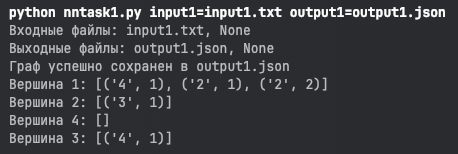 python nntask1.py input1=input1.txt output1=output1.json
Входные файлы: input1.txt, None
Выходные файлы: output1.json, None
Граф успешно сохранен в output1.json
Вершина 1: [('4', 1), ('2', 1), ('2', 2)]
Вершина 2: [('3', 1)]
Вершина 4: []
Вершина 3: [('4', 1)]